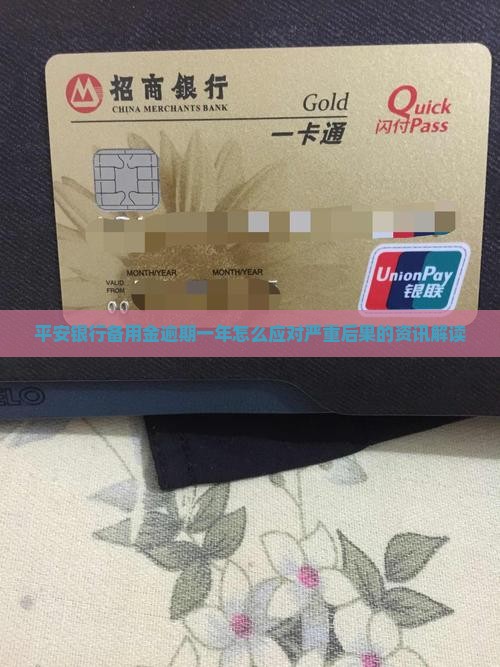 招商銀行
CHINA MERCHANTS BANK
Gold
一卡通
Quick
闪付Pass
MONTH/YEAR MONTH/YEAR
VALID
FROM
UnionPay
银联
平安银行备用金逾期一年怎么应对严重后果的资讯解读
ELO